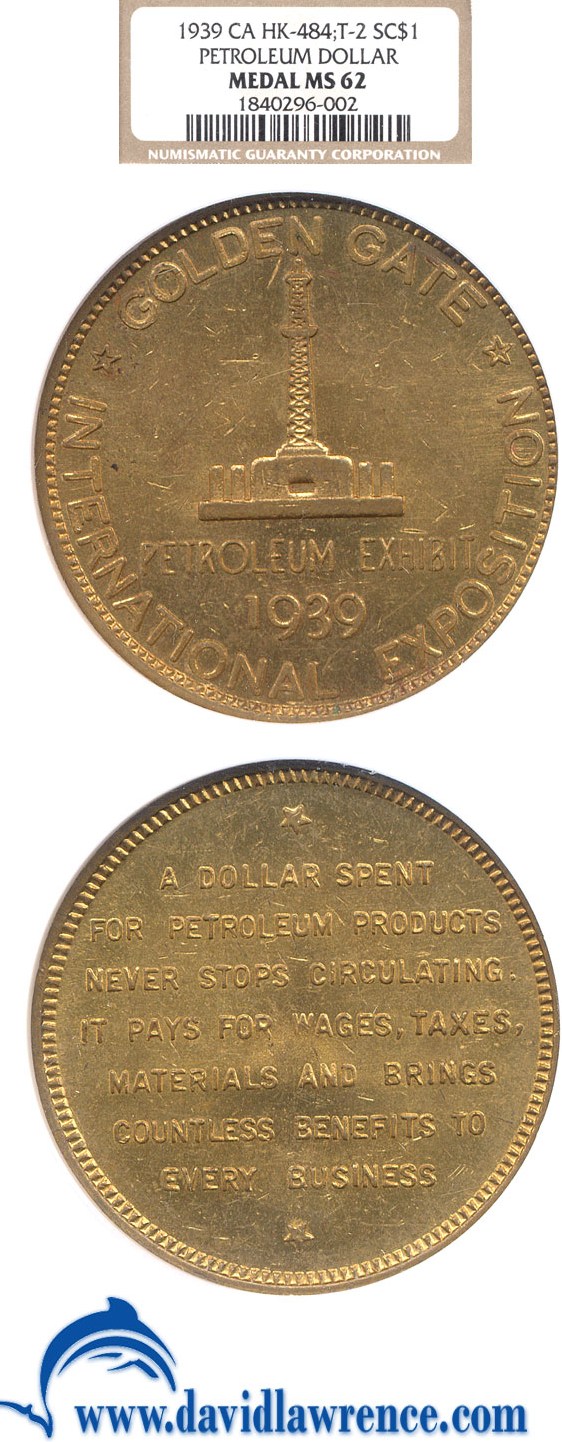 1939 CA HK-484;T-2 SC$1
PETROLEUM DOLLAR
MEDAL MS 62
1840296-002
NUMISMATIC GUARANTY CORPORATION
GOLDEN GATE
INTERNATIONAL EXPOSITION
PETROLEUM EXHIBIT
1939
A DOLLAR SPENT
FOR PETROLEUM PRODUCTS
NEVER STOPS CIRCULATING.
IT PAYS FOR WAGES, TAXES,
MATERIALS AND BRINGS
COUNTLESS BENEFITS TO
EVERY BUSINESS
www.davidlawrence.com